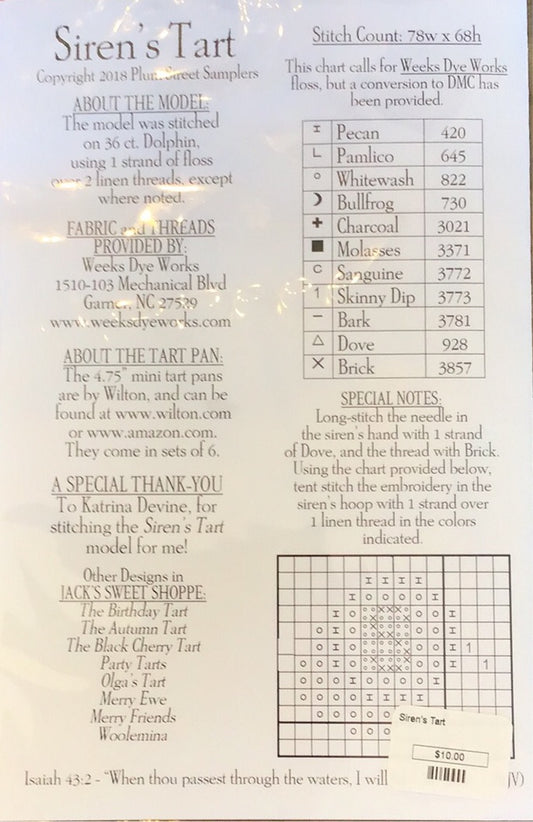 Siren's Tart
Copyright 2018 Plum Street Samplers
ABOUT THE MODEL:
The model was stitched
on 36 ct. Dolphin,
using 1 strand of floss
over 2 linen threads, except
where noted.
FABRIC and THREADS
PROVIDED BY:
Weeks Dye Works
1510-103 Mechanical Blvd
Garner, NC 27529
www.weeksdyeworks.com
ABOUT THE TART PAN:
The 4.75" mini tart pans
are by Wilton, and can be
found at www.wilton.com
or www.amazon.com.
They come in sets of 6.
A SPECIAL THANK-YOU
To Katrina Devine, for
stitching the Siren's Tart
model for me!
Other Designs in
JACK'S SWEET SHOPPE:
The Birthday Tart
The Autumn Tart
The Black Cherry Tart
Party Tarts
Olga's Tart
Merry Ewe
Merry Friends
Woolemina
Stitch Count: 78w x 68h
This chart calls for Weeks Dye Works
floss, but a conversion to DMC has
been provided.
Pecan 420
Pamlico 645
Whitewash 822
Bullfrog 730
Charcoal 3021
Molasses 3371
Sanguine 3772
Skinny Dip 3773
Bark 3781
Dove 928
Brick 3857
SPECIAL NOTES:
Long-stitch the needle in
the siren's hand with 1 strand
of Dove, and the thread with Brick.
Using the chart provided below,
tent stitch the embroidery in the
siren's hoop with 1 strand over
1 linen thread in the colors
indicated.
Siren's Tart
$10.00
Isaiah 43:2 - "When thou passest through the waters, I will